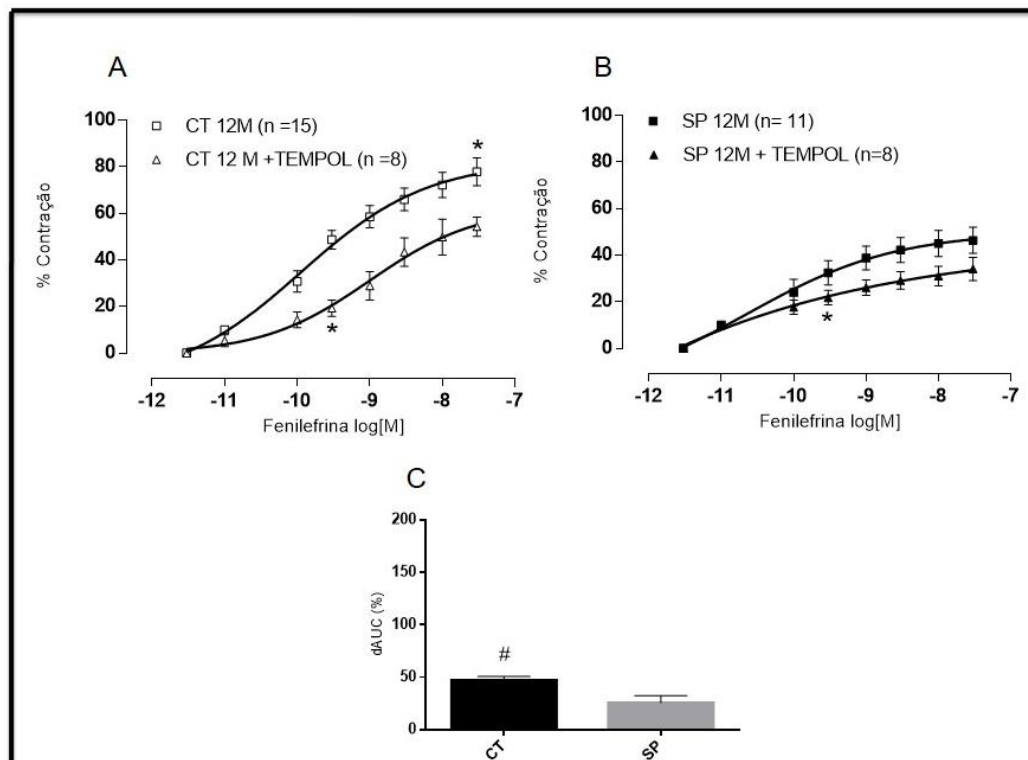 A
100
80
60
40
20
0
% Contração
CT 12M (n =15)
CT 12 M +TEMPOL (n =8)
*
*
-12 -11 -10 -9 -8 -7
Fenilefrina log[M]
B
100
80
60
40
20
0
% Contração
SP 12M (n= 11)
SP 12M + TEMPOL (n=8)
*
-12 -11 -10 -9 -8 -7
Fenilefrina log[M]
C
200
150
100
50
0
dAUC (%)
#
CT SP